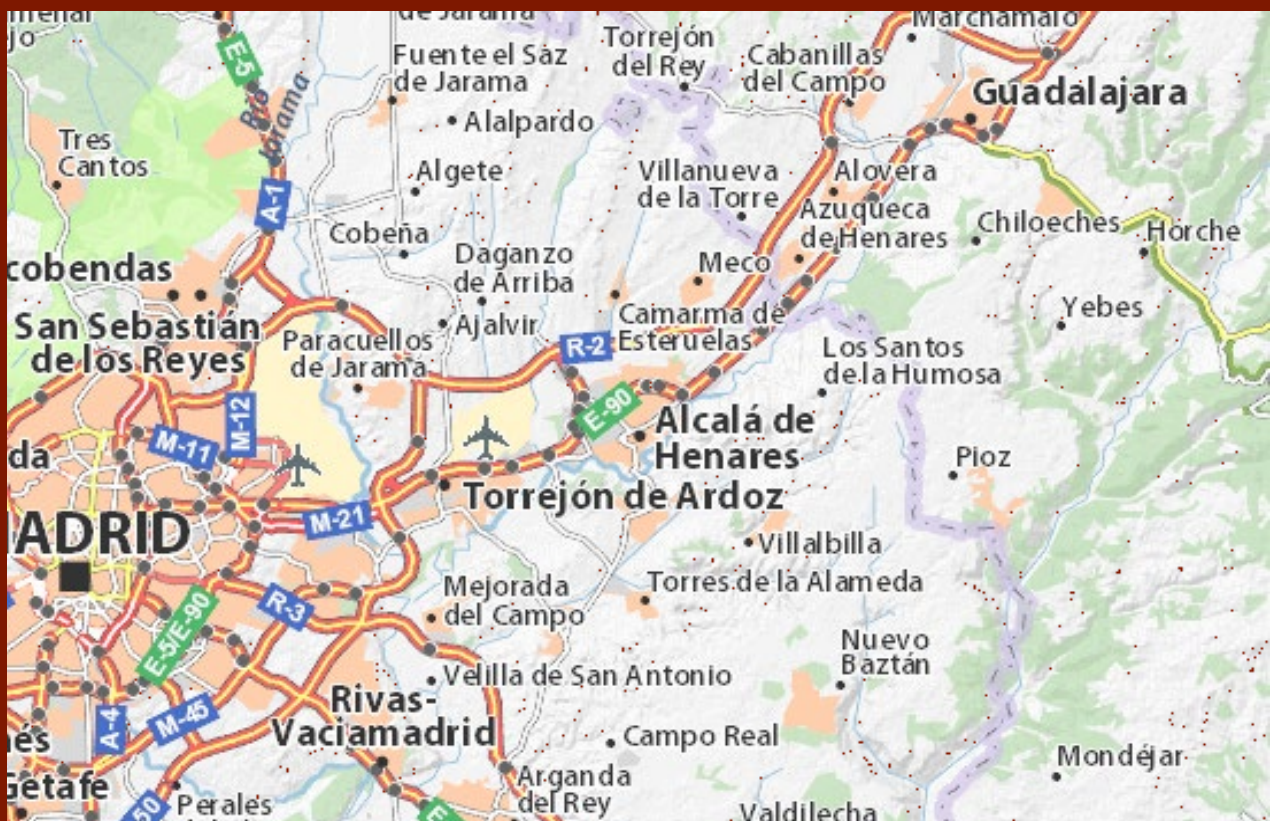 de Jarama
Marchamalo
E-5
Río Jarama
Fuente el Saz
de Jarama
Torrejón
del Rey
Cabanillas
del Campo
Guadalajara
Alalpardo
Tres
Cantos
Algete
Villanueva
de la Torre
Alovera
A-1
Azuqueca
de Henares
Chiloeches
Horche
Cobeña
Daganzo
de Arriba
Meco
cobendas
Camarma de
Esteruelas
Yebes
San Sebastián
de los Reyes
Ajalvir
Paracuellos
de Jarama
R-2
Los Santos
de la Humosa
M-12
E-90
Alcalá de
Henares
M-11
da
Pioz
Torrejón de Ardoz
M-21
ADRID
Villalbilla
Mejorada
del Campo
Torres de la Alameda
R-3
E-5/E-90
Nuevo
Baztán
Velilla de San Antonio
Rivas-
Vaciamadrid
A-4
M-45
és
Campo Real
Mondéjar
Getafe
Arganda
del Rey
50
Perales
E
Valdilecha